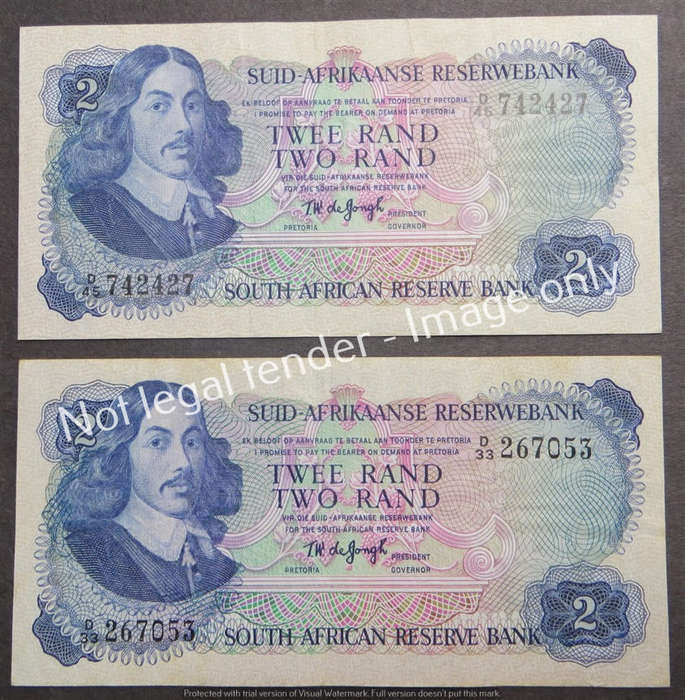 2
SUID-AFRIKAANSE RESERWEBANK
EK BELOOF OP AANVRAAG TE BETAAL AAN TOONDER TE PRETORIA
I PROMISE TO PAY THE BEARER ON DEMAND AT PRETORIA
D/45 742427
TWEE RAND
TWO RAND
VIR DIE SUID-AFRIKAANSE RESERWEBANK
FOR THE SOUTH AFRICAN RESERVE BANK
TW de Jongh
PRESIDENT
PRETORIA GOVERNOR
D/45 742427
2
SOUTH AFRICAN RESERVE BANK
Not legal tender - Image only
2
SUID-AFRIKAANSE RESERWEBANK
EK BELOOF OP AANVRAAG TE BETAAL AAN TOONDER TE PRETORIA
I PROMISE TO PAY THE BEARER ON DEMAND AT PRETORIA
D/33 267053
TWEE RAND
TWO RAND
VIR DIE SUID-AFRIKAANSE RESERWEBANK
FOR THE SOUTH AFRICAN RESERVE BANK
TW de Jongh
PRESIDENT
PRETORIA GOVERNOR
D/33 267053
2
SOUTH AFRICAN RESERVE BANK
Protected with trial version of Visual Watermark. Full version doesn't put this mark.